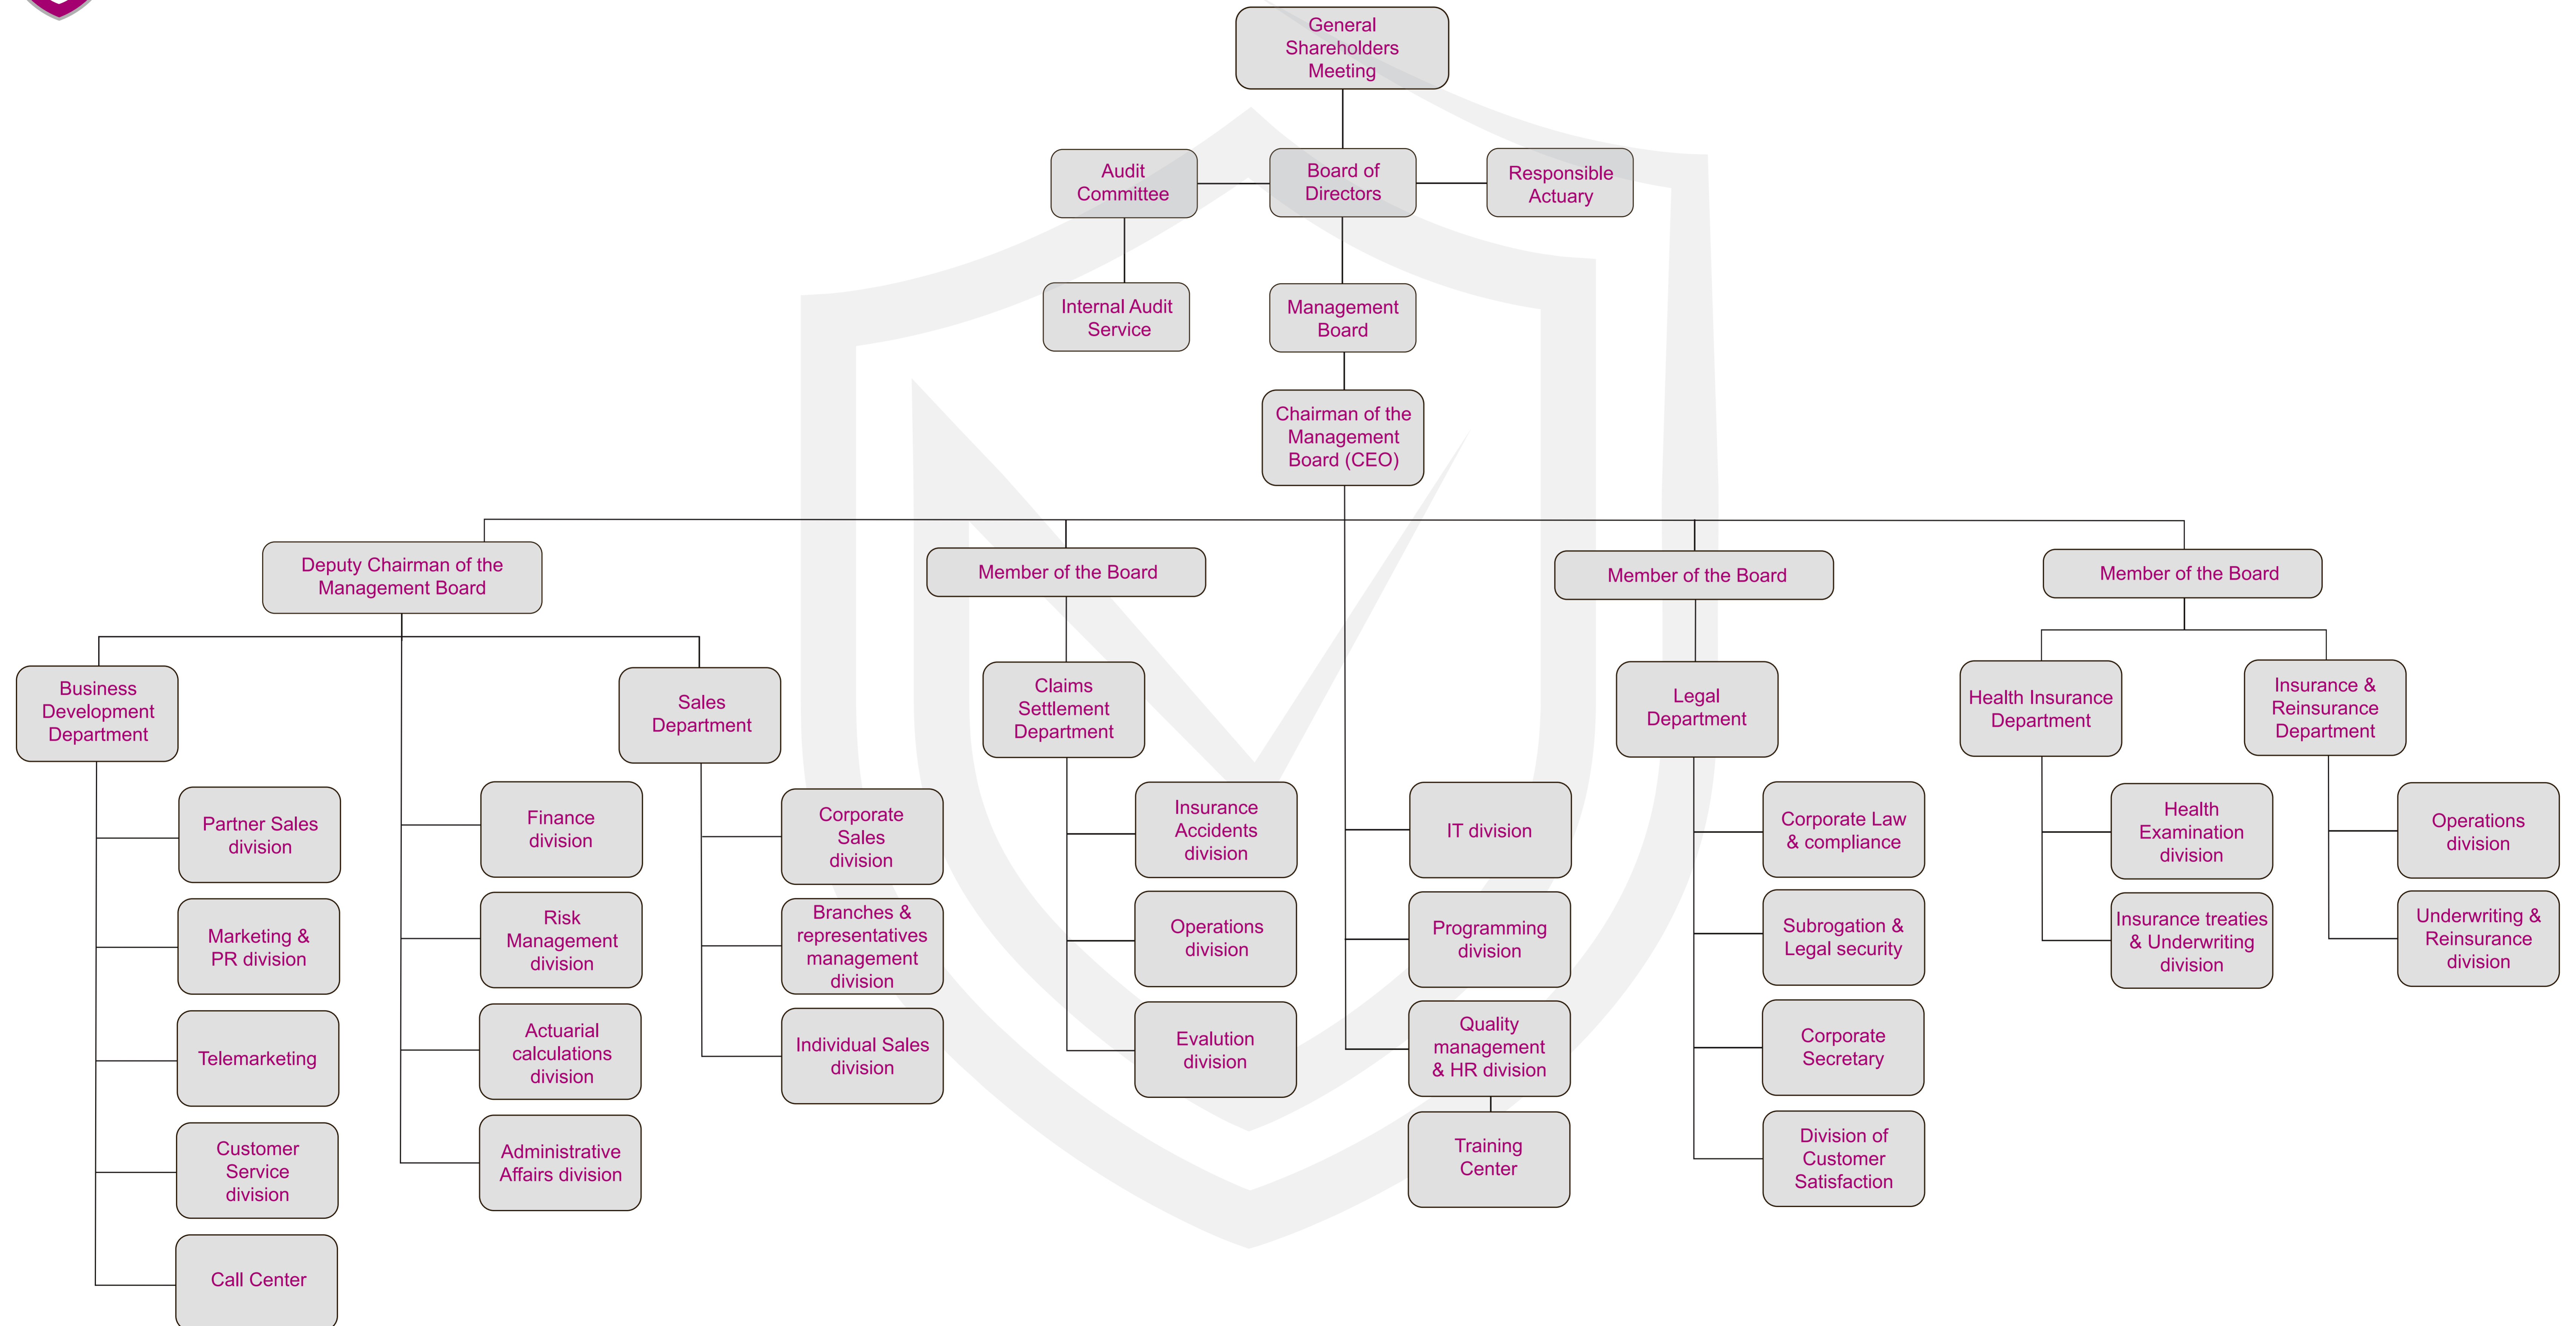 General
Shareholders
Meeting
Audit
Committee
Board of
Directors
Responsible
Actuary
Internal Audit
Service
Management
Board
Chairman of the
Management
Board (CEO)
Deputy Chairman of the
Management Board
Member of the Board
Member of the Board
Member of the Board
Business
Development
Department
Sales
Department
Claims
Settlement
Department
Legal
Department
Health Insurance
Department
Insurance &
Reinsurance
Department
Partner Sales
division
Marketing &
PR division
Telemarketing
Customer
Service
division
Call Center
Finance
division
Risk
Management
division
Actuarial
calculations
division
Administrative
Affairs division
Corporate
Sales
division
Branches &
representatives
management
division
Individual Sales
division
Insurance
Accidents
division
Operations
division
Evalution
division
IT division
Programming
division
Quality
management
& HR division
Training
Center
Corporate Law
& compliance
Subrogation &
Legal security
Corporate
Secretary
Division of
Customer
Satisfaction
Health
Examination
division
Insurance treaties
& Underwriting
division
Operations
division
Underwriting &
Reinsurance
division